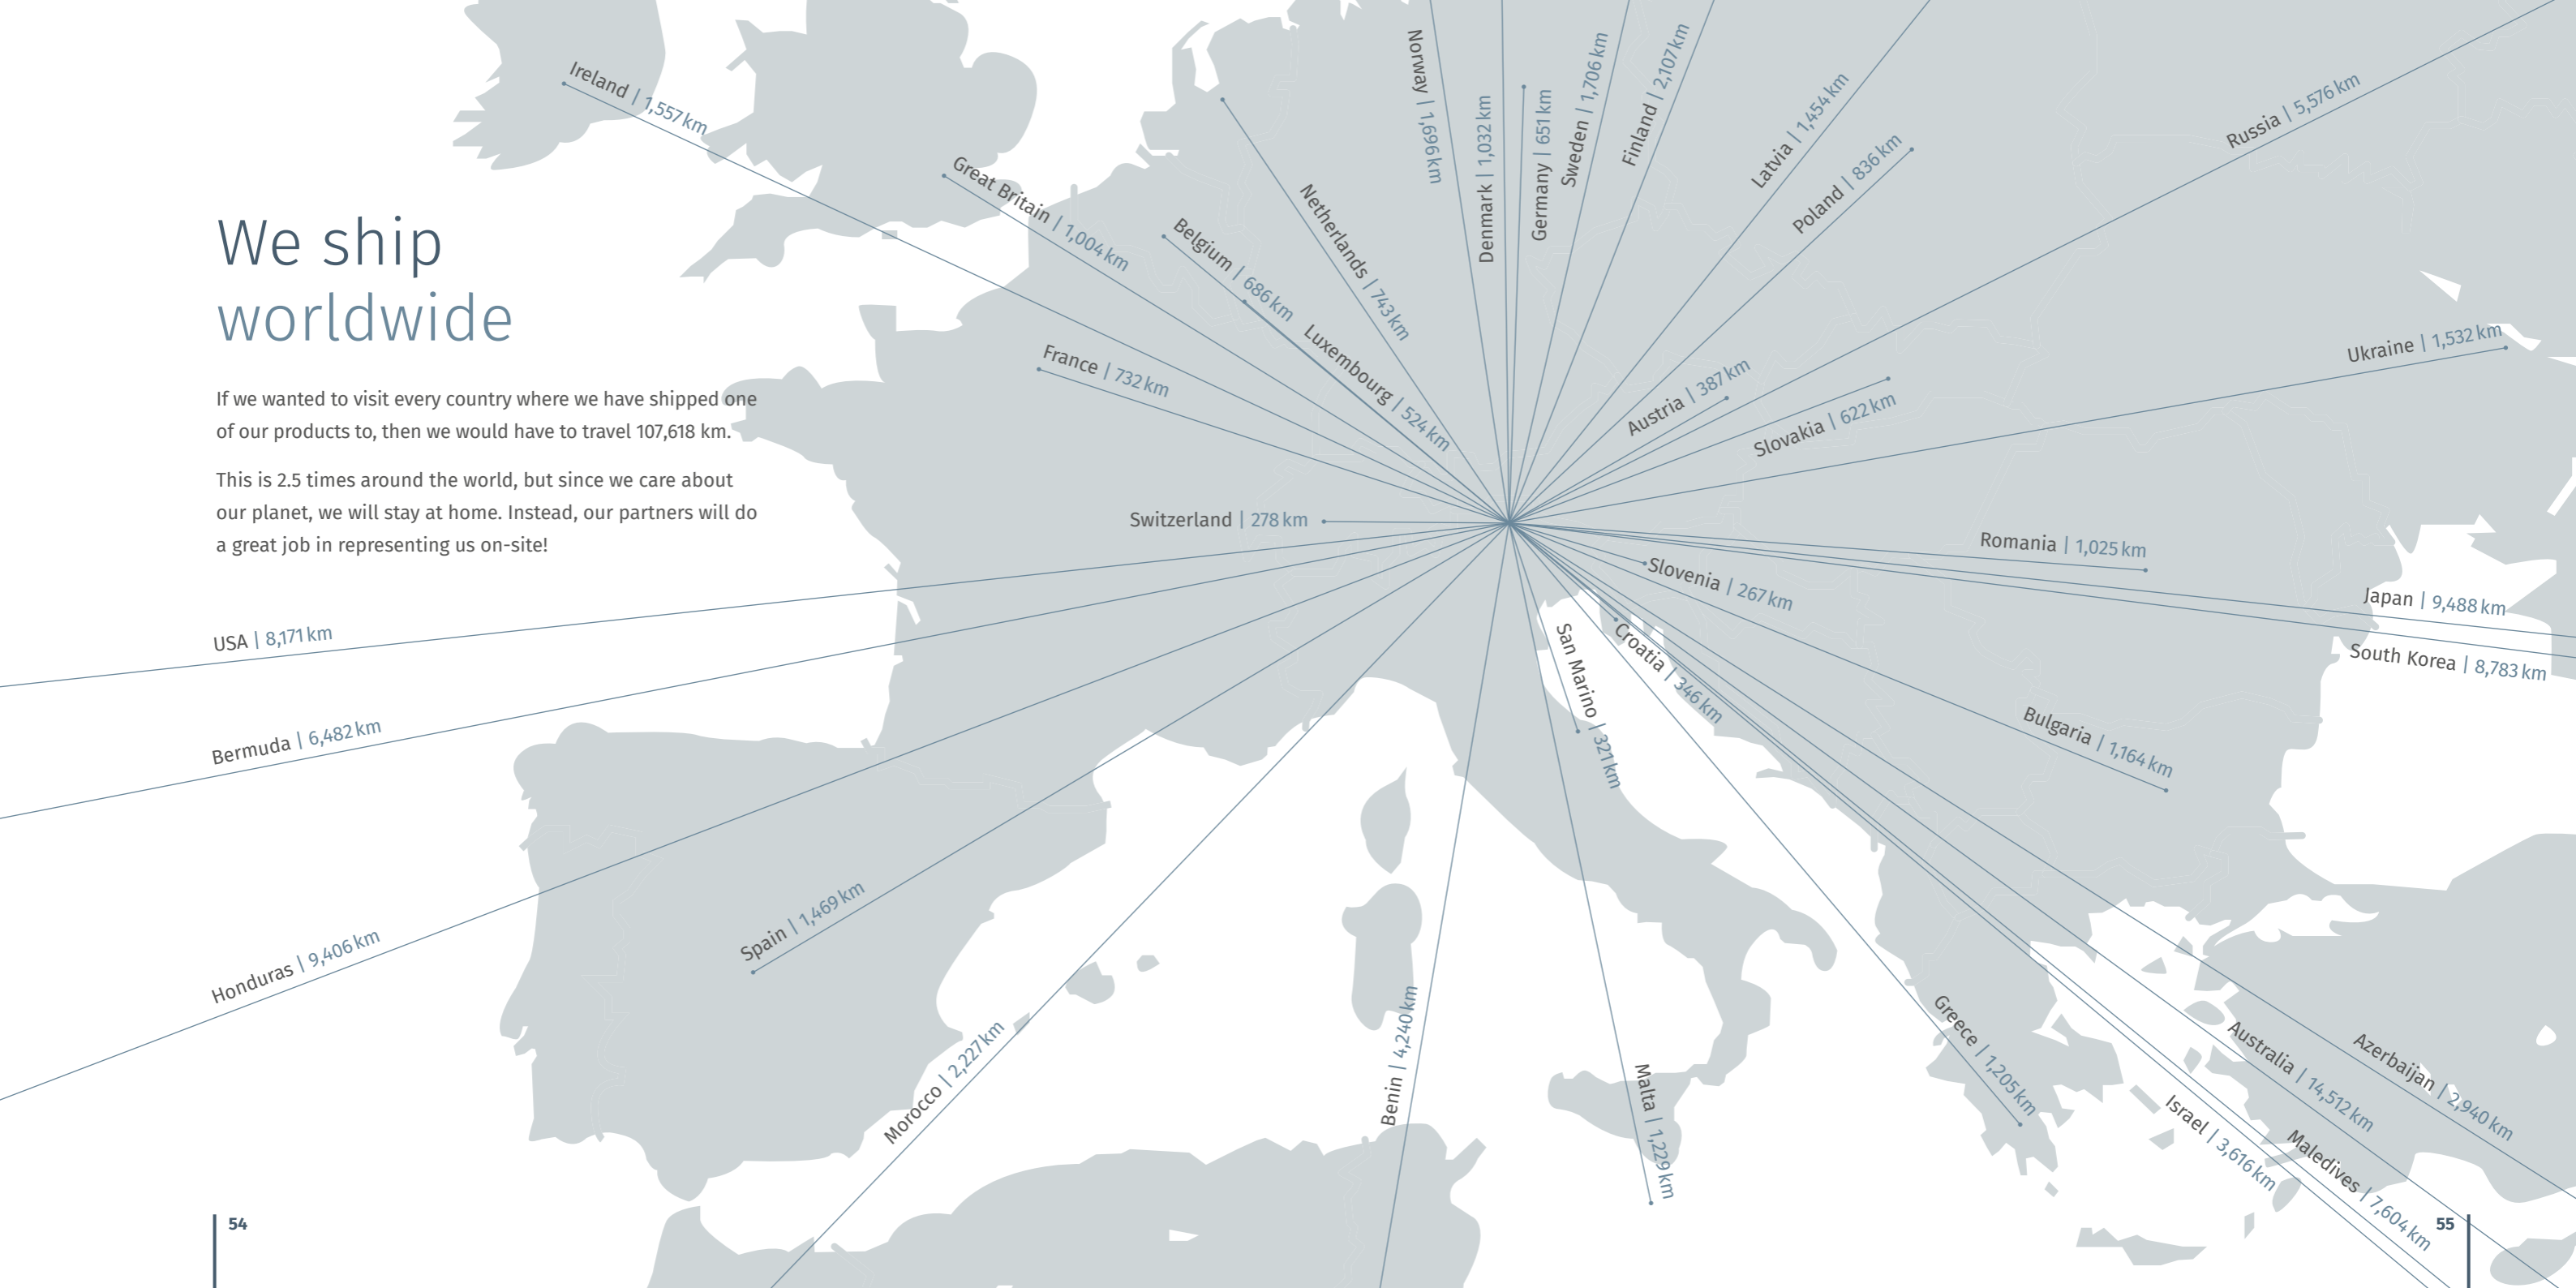 We ship
worldwide
If we wanted to visit every country where we have shipped one
of our products to, then we would have to travel 107,618 km.
This is 2.5 times around the world, but since we care about
our planet, we will stay at home. Instead, our partners will do
a great job in representing us on-site!
Ireland | 1,557 km
Great Britain | 1,004 km
Belgium | 686 km
Netherlands | 743 km
Luxembourg | 524 km
France | 732 km
Switzerland | 278 km
Norway | 1,696 km
Denmark | 1,032 km
Germany | 651 km
Sweden | 1,706 km
Finland | 2,107 km
Latvia | 1,454 km
Poland | 836 km
Russia | 5,576 km
Austria | 387 km
Slovakia | 622 km
Ukraine | 1,532 km
Romania | 1,025 km
Japan | 9,488 km
South Korea | 8,783 km
Slovenia | 267 km
Croatia | 346 km
San Marino | 321 km
Bulgaria | 1,164 km
USA | 8,171 km
Bermuda | 6,482 km
Honduras | 9,406 km
Spain | 1,469 km
Morocco | 2,227 km
Benin | 4,240 km
Malta | 1,229 km
Greece | 1,205 km
Australia | 14,512 km
Azerbaijan | 2,940 km
Israel | 3,616 km
Maledives | 7,604 km
54
55